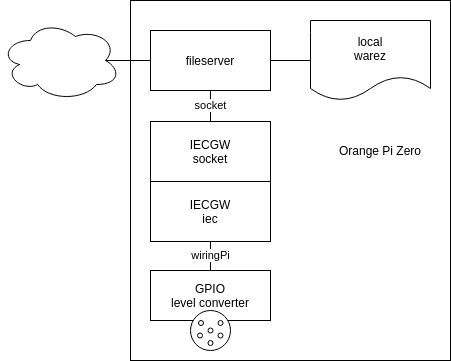 fileserver
local
warez
socket
IECGW
socket
Orange Pi Zero
IECGW
iec
wiringPi
GPIO
level converter